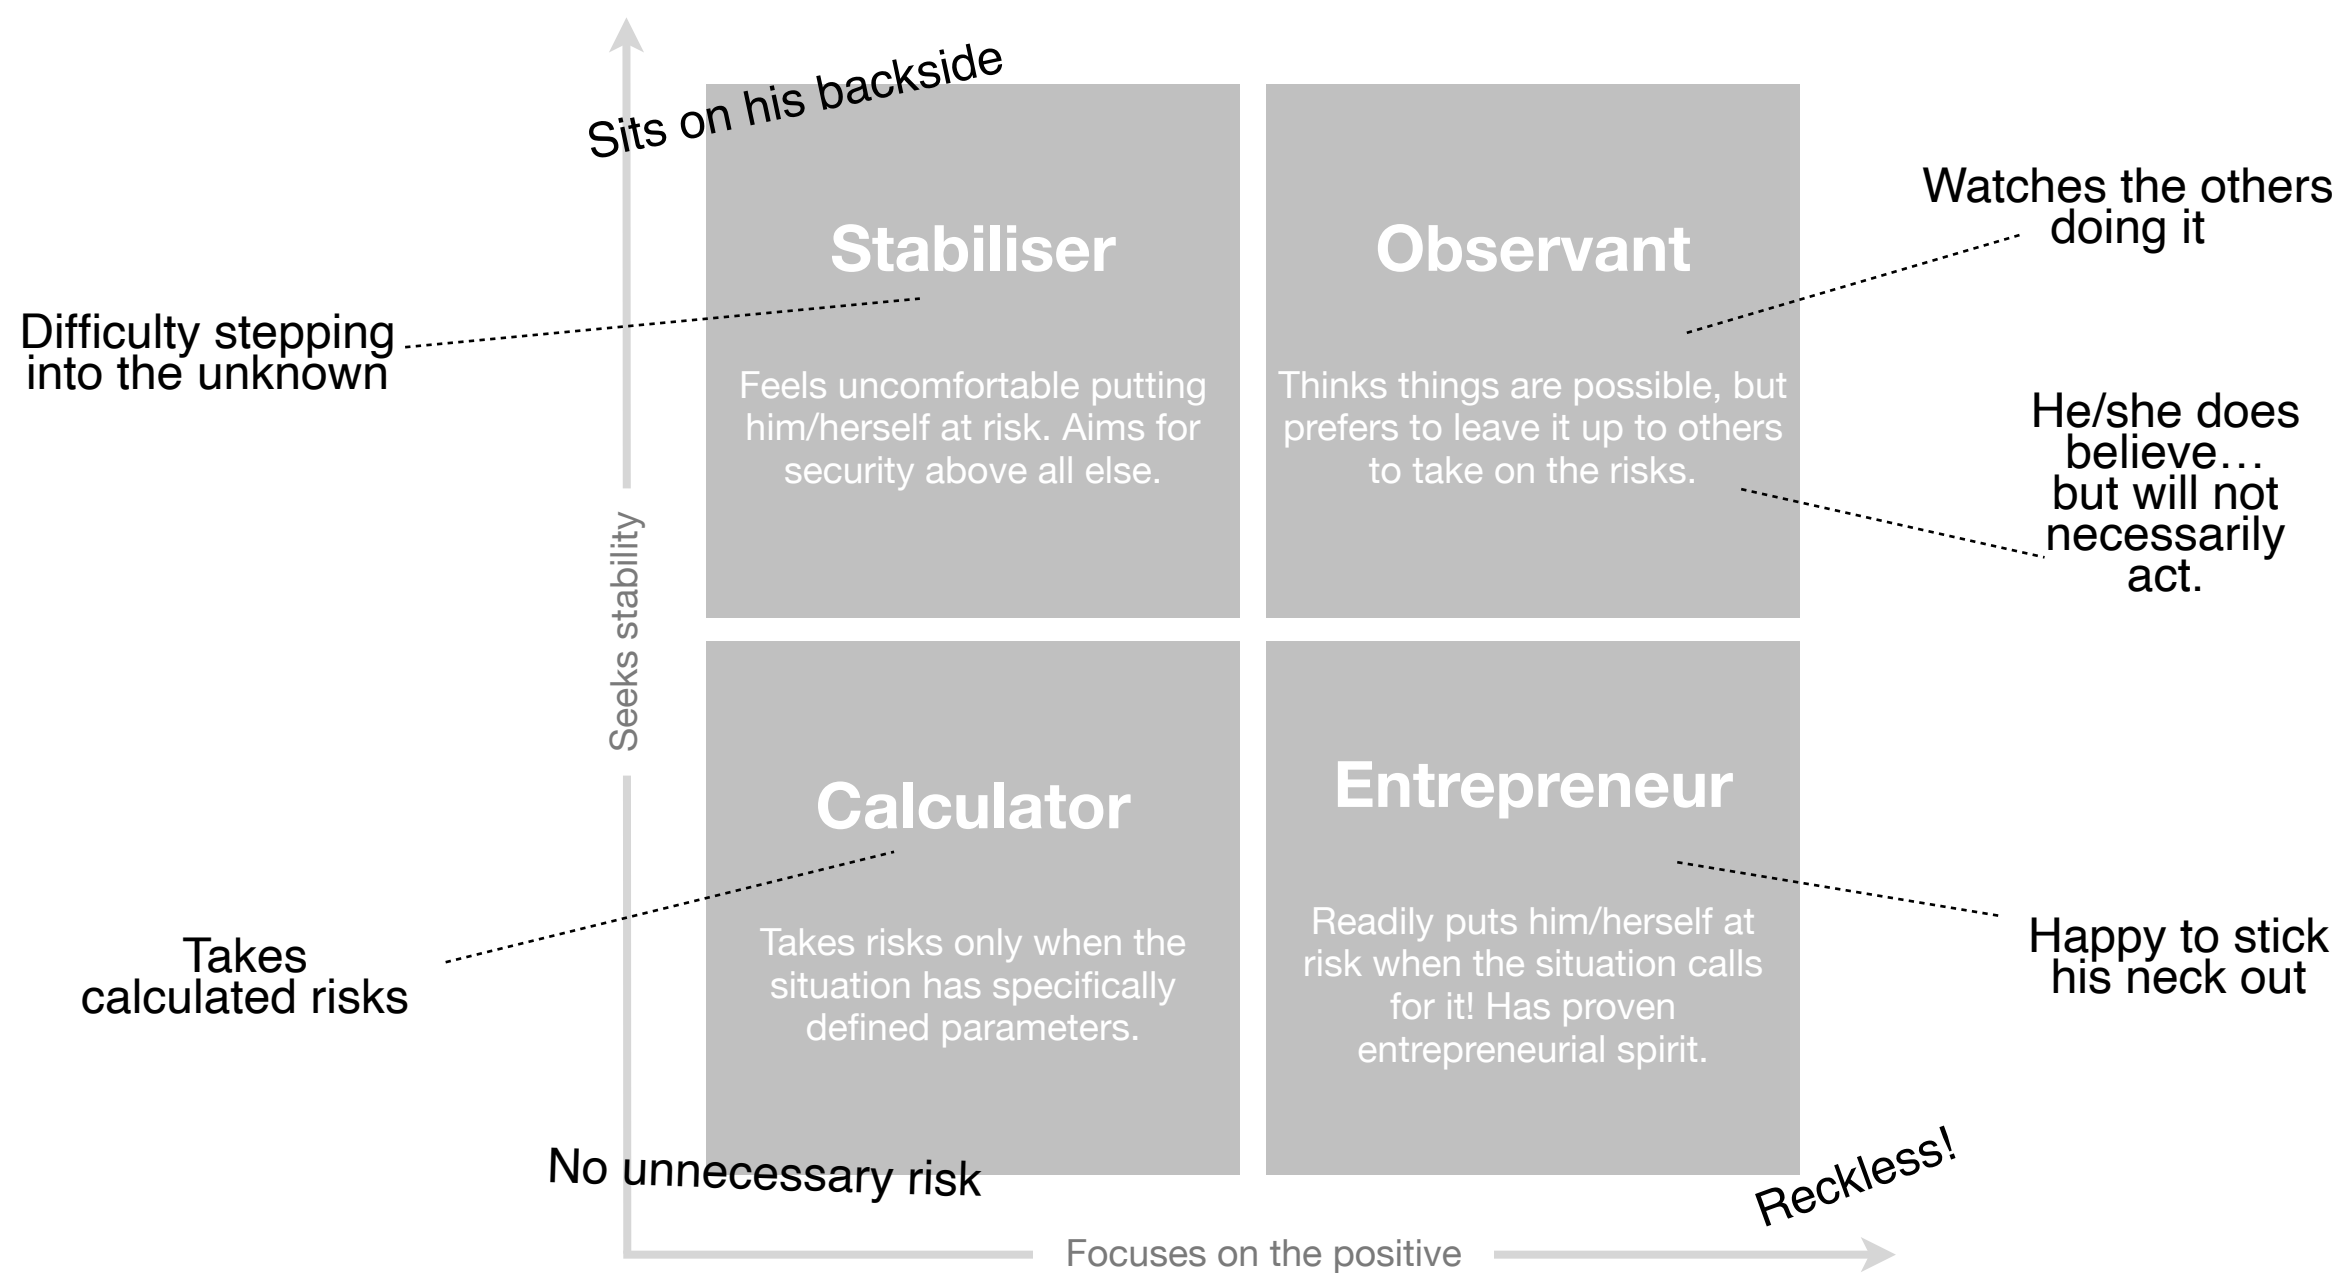 Sits on his backside
Stabiliser
Feels uncomfortable putting
him/herself at risk. Aims for
security above all else.
Difficulty stepping
into the unknown
Observant
Thinks things are possible, but
prefers to leave it up to others
to take on the risks.
Watches the others
doing it
He/she does
believe…
but will not
necessarily
act.
Seeks stability
Calculator
Takes risks only when the
situation has specifically
defined parameters.
Takes
calculated risks
No unnecessary risk
Entrepreneur
Readily puts him/herself at
risk when the situation calls
for it! Has proven
entrepreneurial spirit.
Happy to stick
his neck out
Reckless!
Focuses on the positive